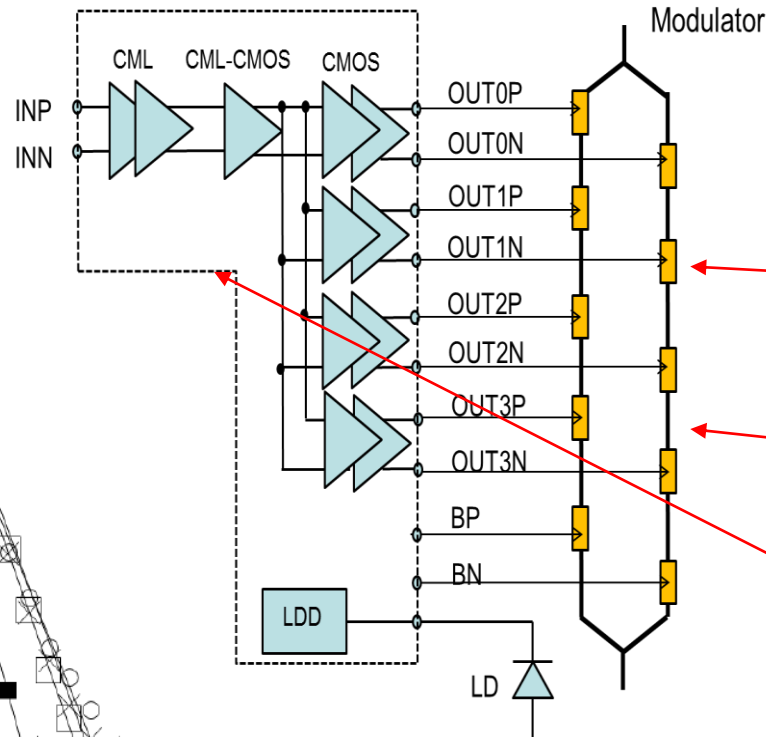 Modulator
CML
CML-CMOS
CMOS
INP
INN
OUT0P
OUT0N
OUT1P
OUT1N
OUT2P
OUT2N
OUT3P
OUT3N
BP
BN
LDD
LD